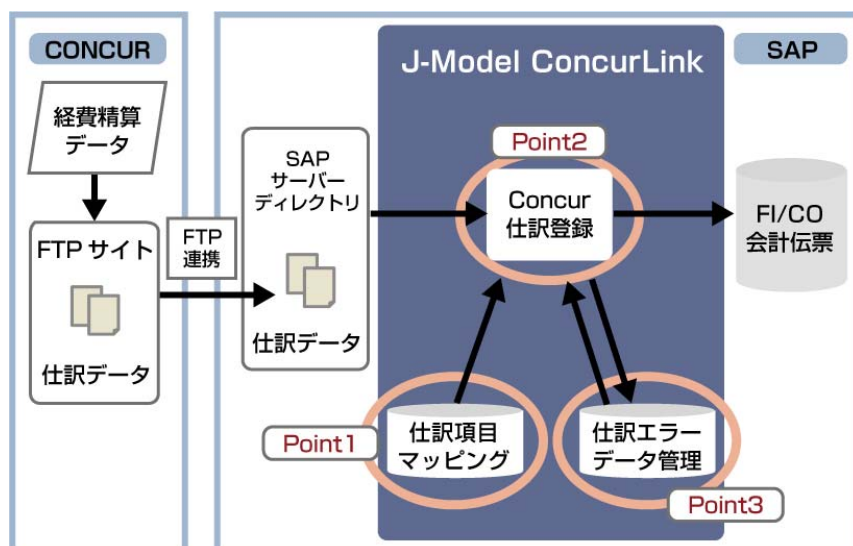 CONCUR
経費精算
データ
FTP サイト
仕訳データ
FTP
連携
SAP
サーバー
ディレクトリ
仕訳データ
J-Model ConcurLink
SAP
Point2
Concur
仕訳登録
FI/CO
会計伝票
Point1
仕訳項目
マッピング
仕訳エラー
データ管理
Point3